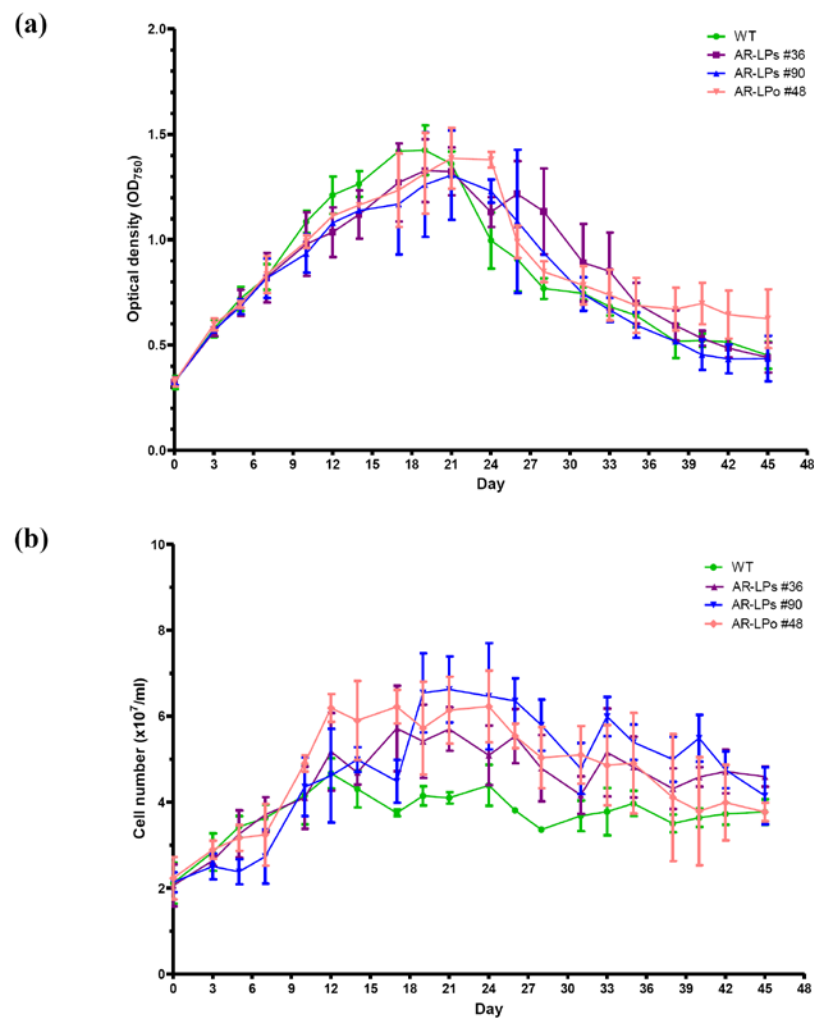 (a)
2.0
1.5
1.0
0.5
0.0
Optical density (OD750)
0 3 6 9 12 15 18 21 24 27 30 33 36 39 42 45 48
Day
WT
AR-LPs #36
AR-LPs #90
AR-LPo #48
(b)
10
8
6
4
2
0
Cell number (x10⁷/ml)
0 3 6 9 12 15 18 21 24 27 30 33 36 39 42 45 48
Day
WT
AR-LPs #36
AR-LPs #90
AR-LPo #48